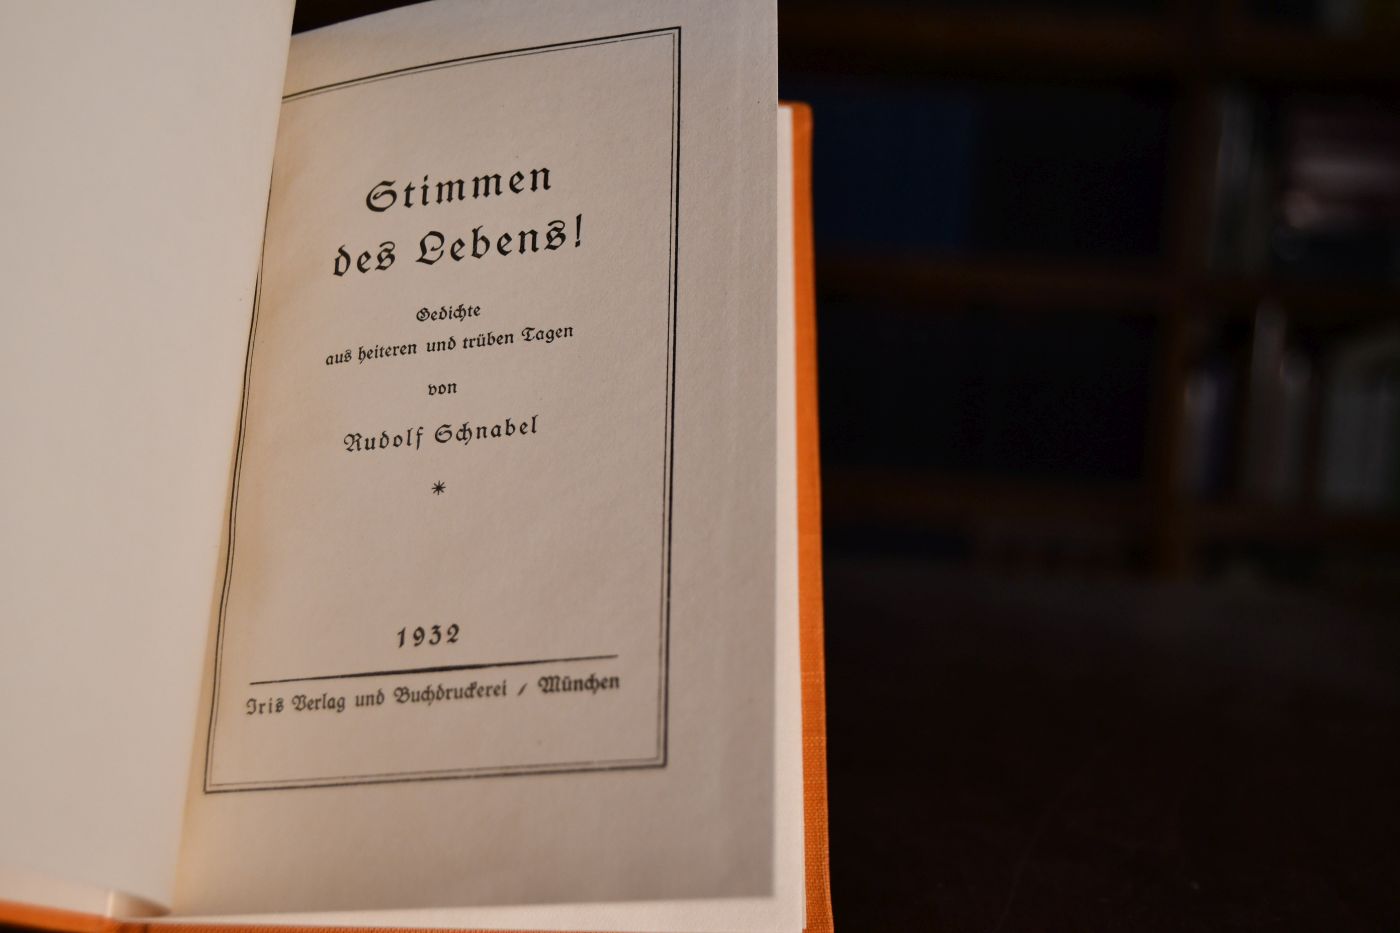 Stimmen
des Lebens!
Gedichte
aus heiteren und trüben Tagen
von
Rudolf Schnabel
*
1932
Iris Verlag und Buchdruckerei / München